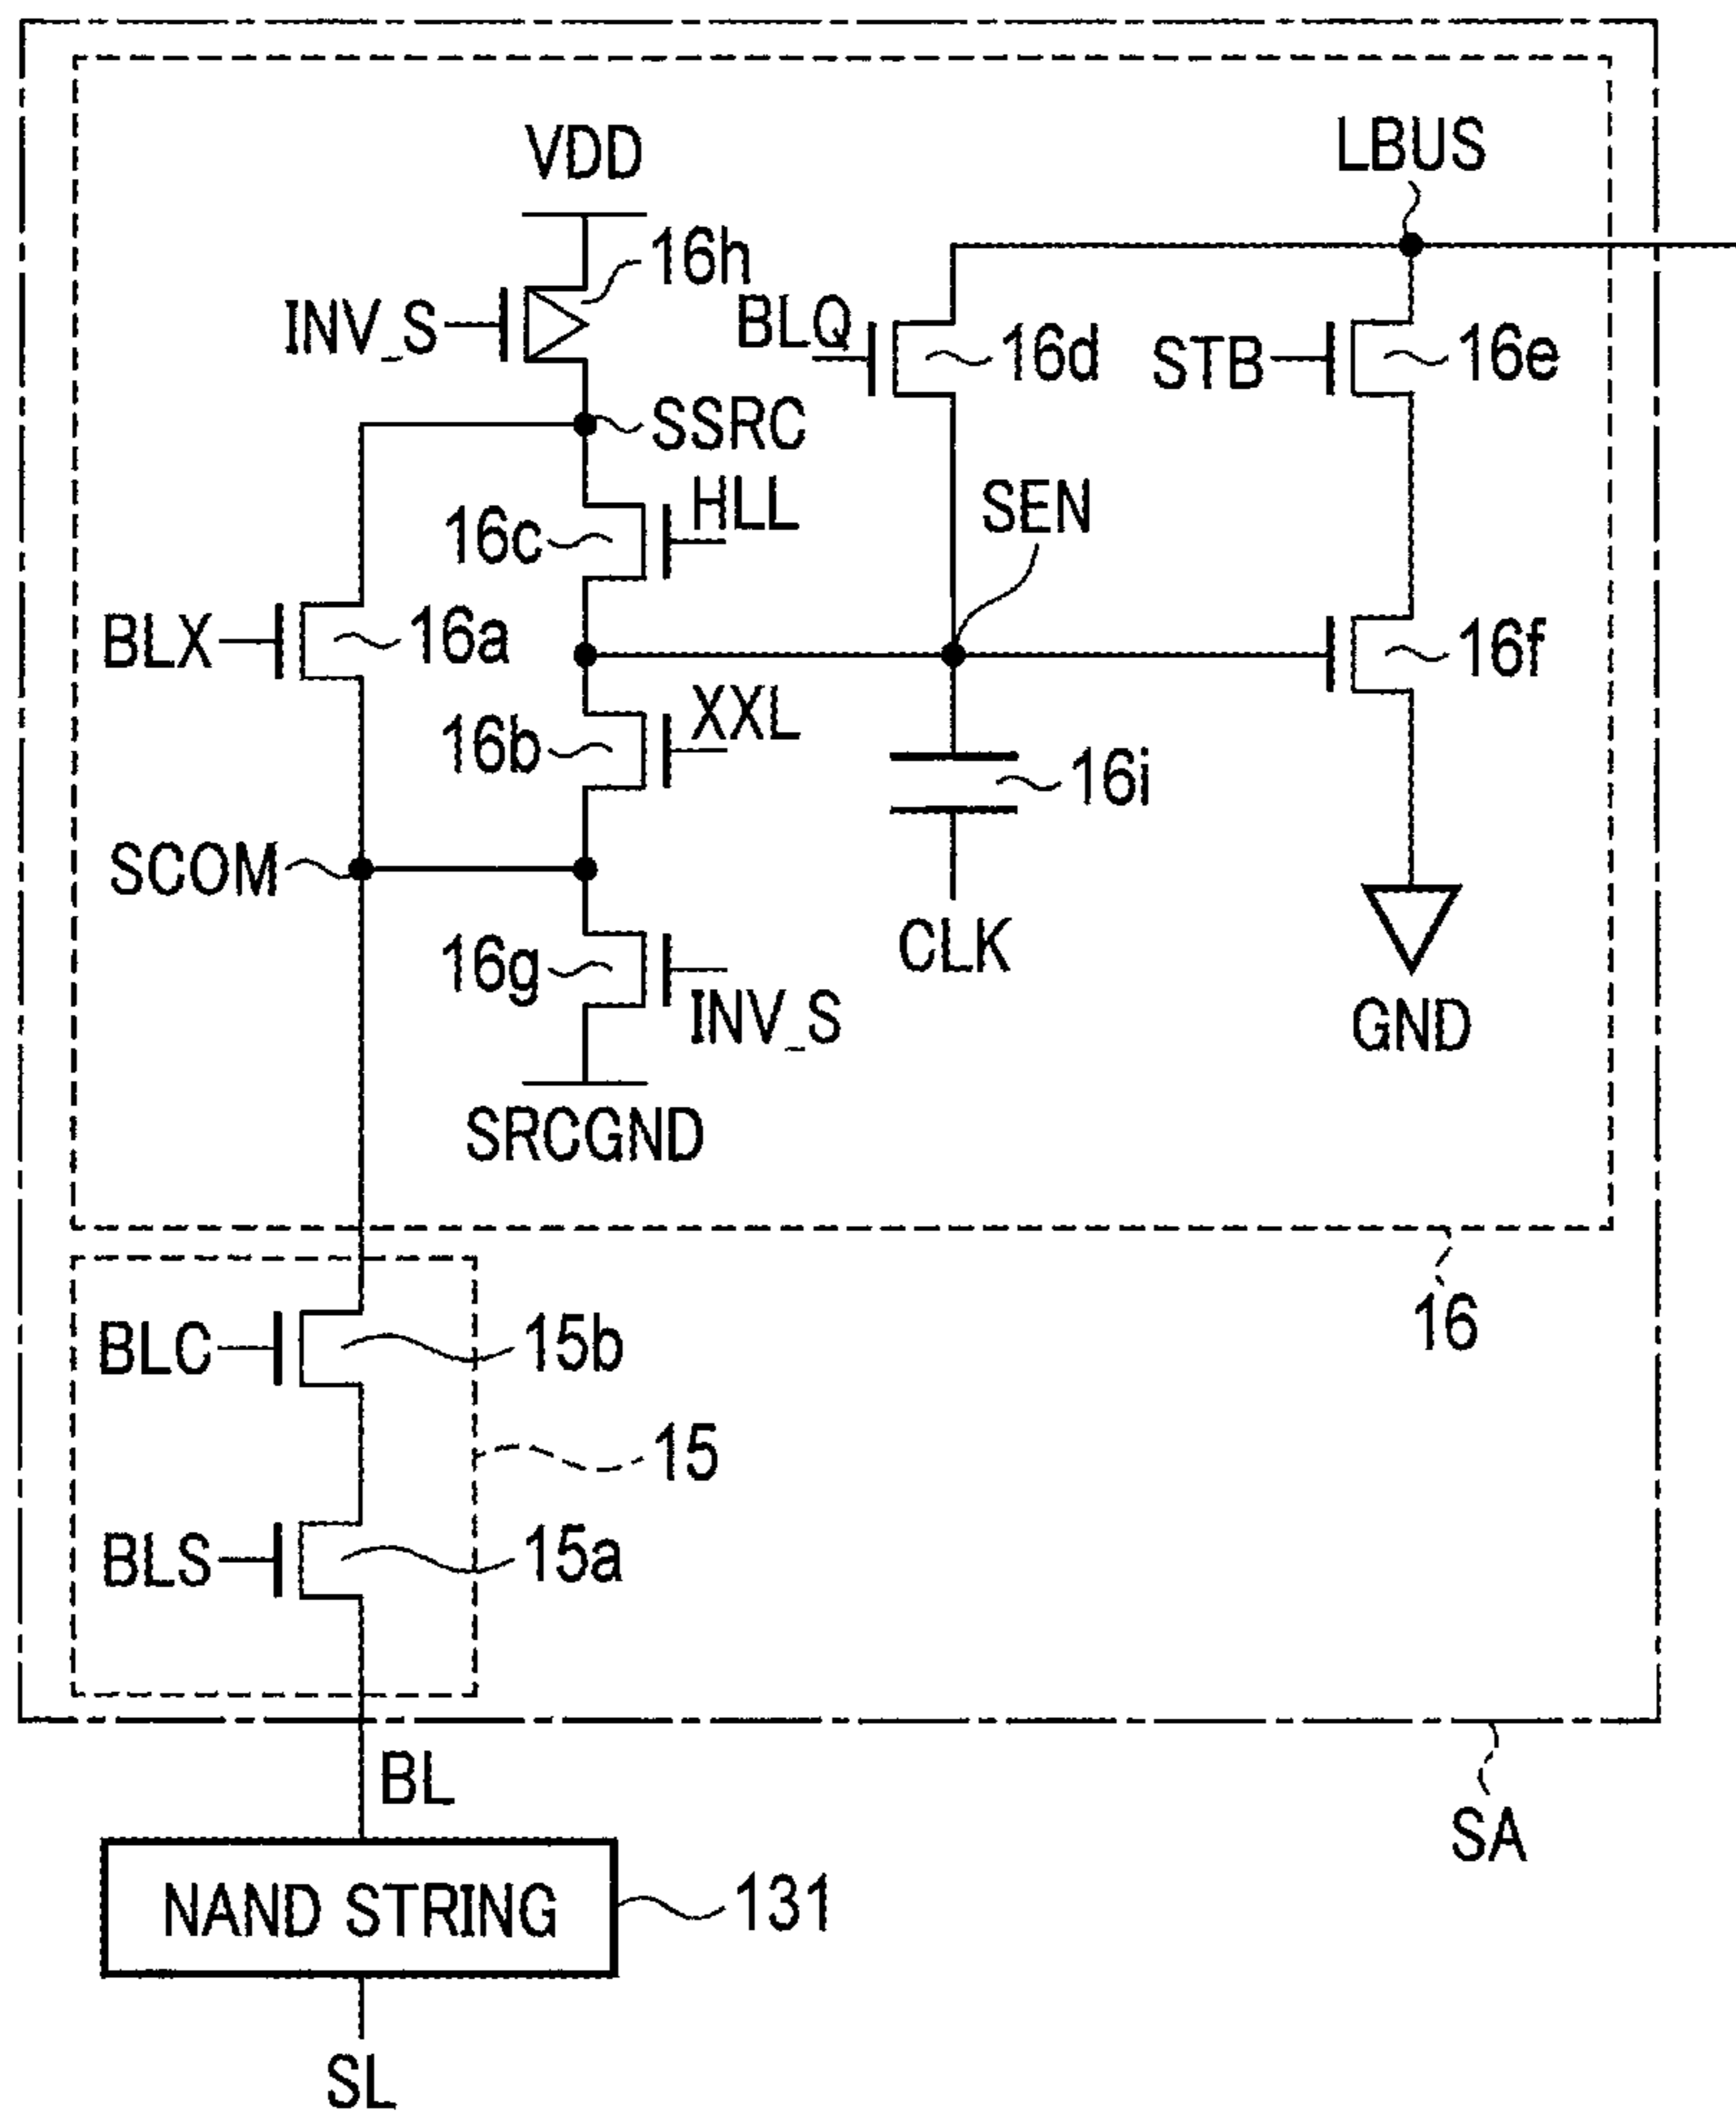 VDD
LBUS
16h
INV_S
BLQ
16d
STB
16e
SSRC
HLL
SEN
16c
BLX
16a
16f
XXL
16b
16i
SCOM
CLK
16g
INV_S
GND
SRCGND
16
BLC
15b
15
BLS
15a
BL
SA
NAND STRING
131
SL